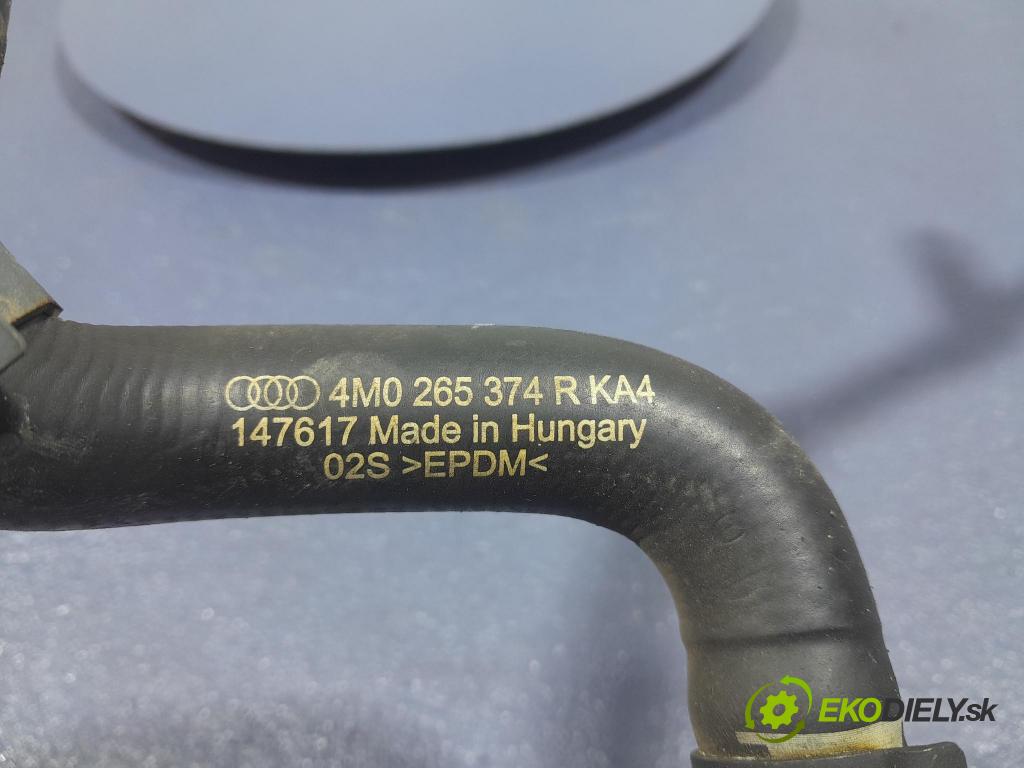 4M0 265 374 R KA4
147617 Made in Hungary
02S >EPDM<
EKODIELY.sk